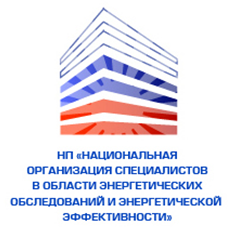 НП «НАЦИОНАЛЬНАЯ
ОРГАНИЗАЦИЯ СПЕЦИАЛИСТОВ
В ОБЛАСТИ ЭНЕРГЕТИЧЕСКИХ
ОБСЛЕДОВАНИЙ И ЭНЕРГЕТИЧЕСКОЙ
ЭФФЕКТИВНОСТИ»